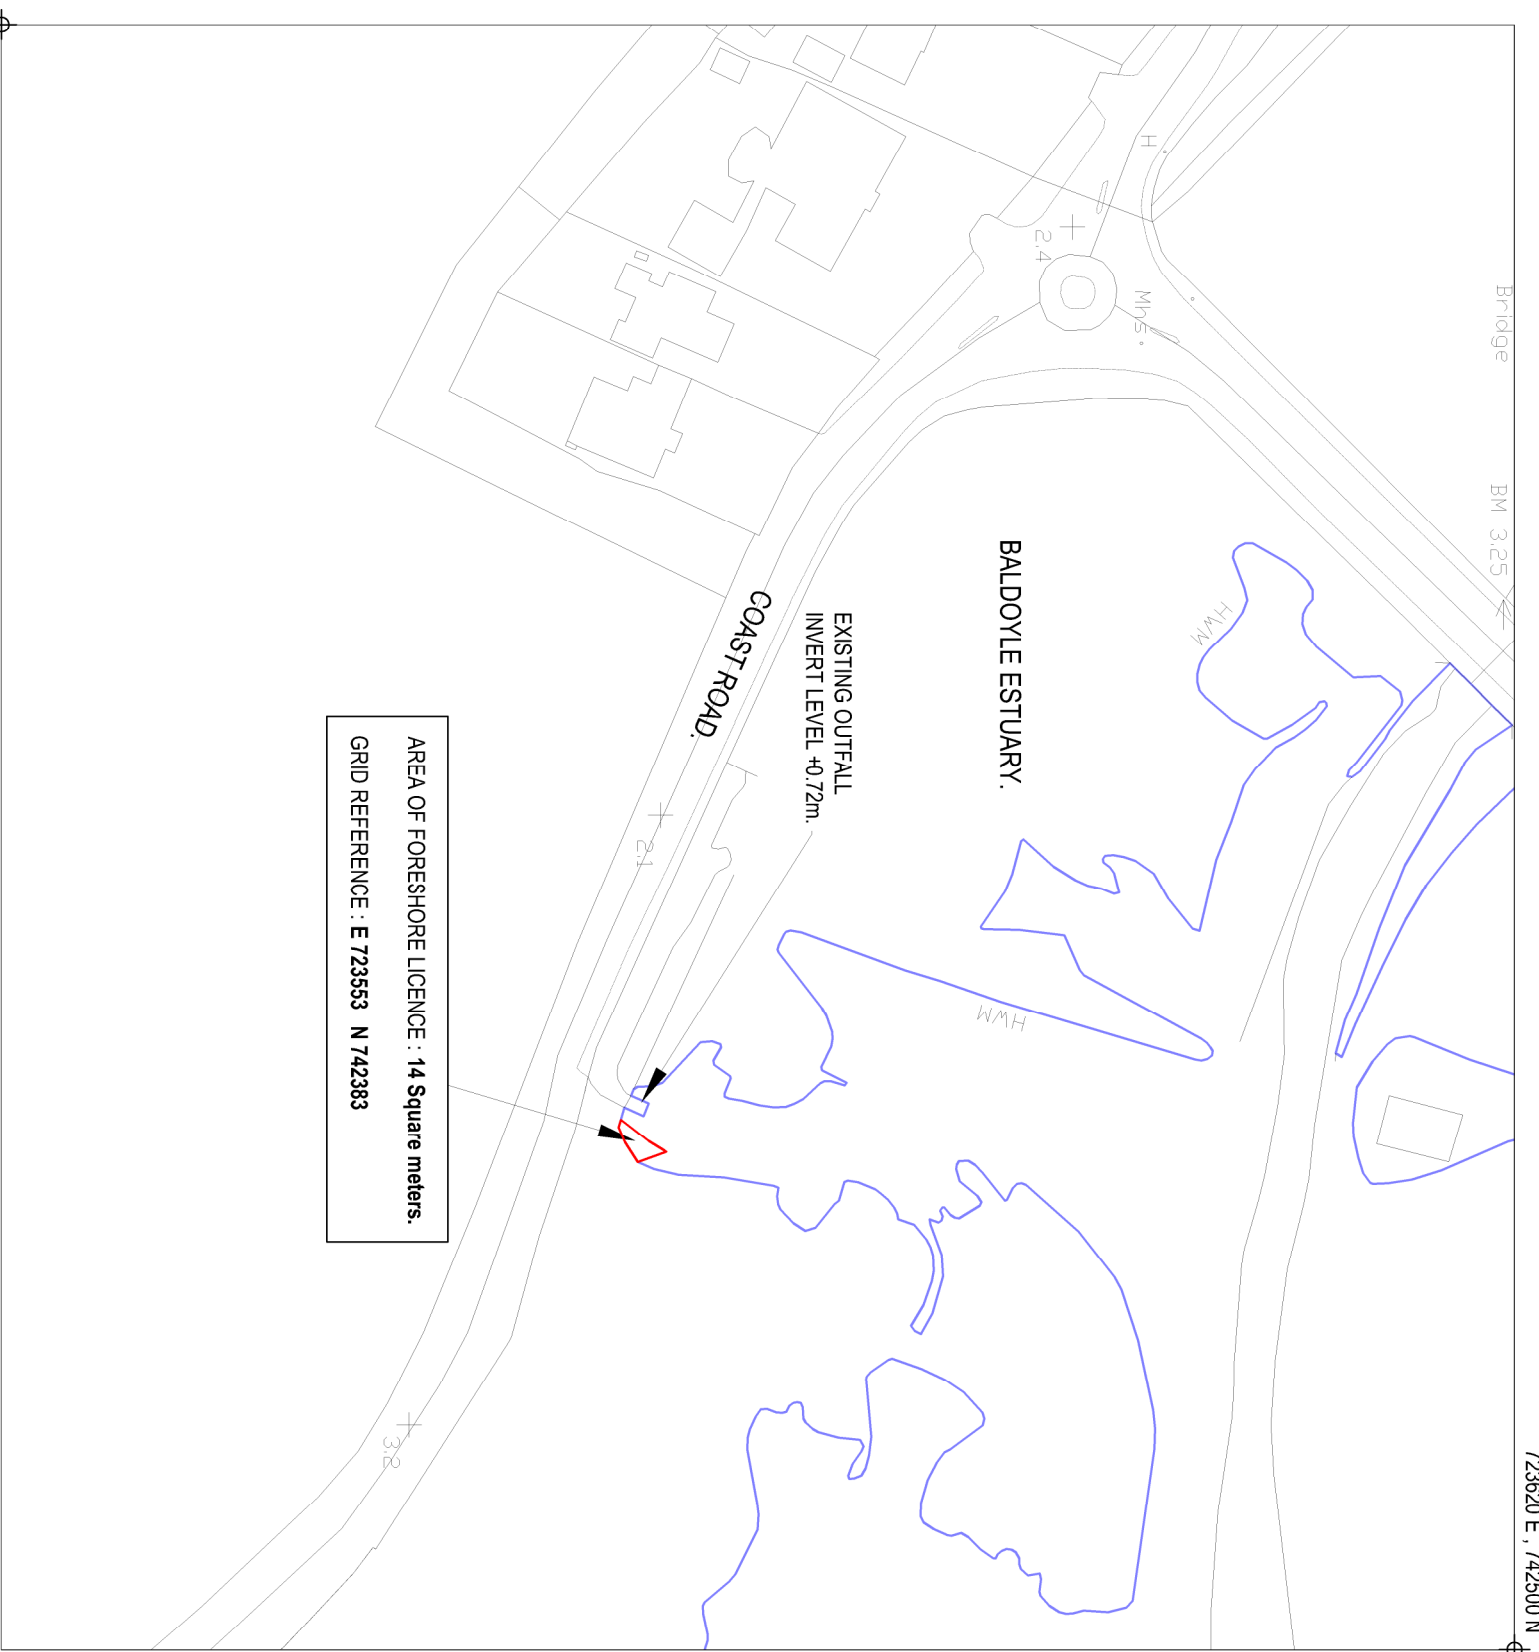 723620 E , 742500 N
Bridge
BM 3.25
H
2.4
Mhs.
HWM
BALDOYLE ESTUARY.
EXISTING OUTFALL
INVERT LEVEL +0.72m.
COAST ROAD.
2.1
HWM
AREA OF FORESHORE LICENCE : 14 Square meters.
GRID REFERENCE : E 723553 N 742383
3.2